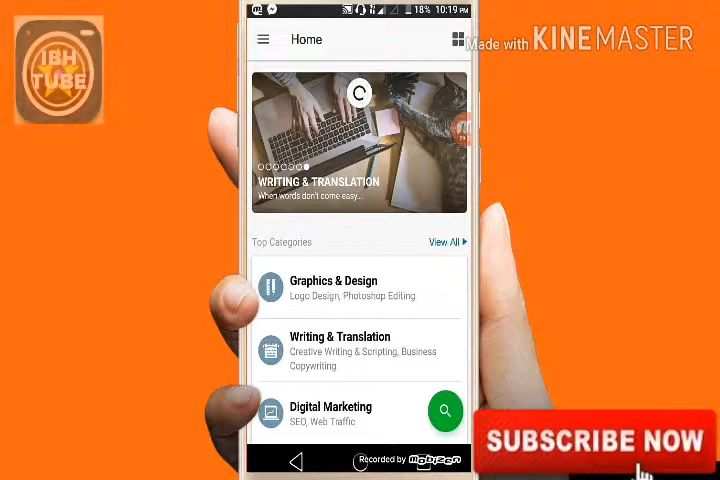 IBH
TUBE
18% 10:19 PM
Home
Made with KINEMASTER
WRITING & TRANSLATION
When words don't come easy...
Top Categories
View All
Graphics & Design
Logo Design, Photoshop Editing
Writing & Translation
Creative Writing & Scripting, Business
Copywriting
Digital Marketing
SEO, Web Traffic
SUBSCRIBE NOW
Recorded by mobizen